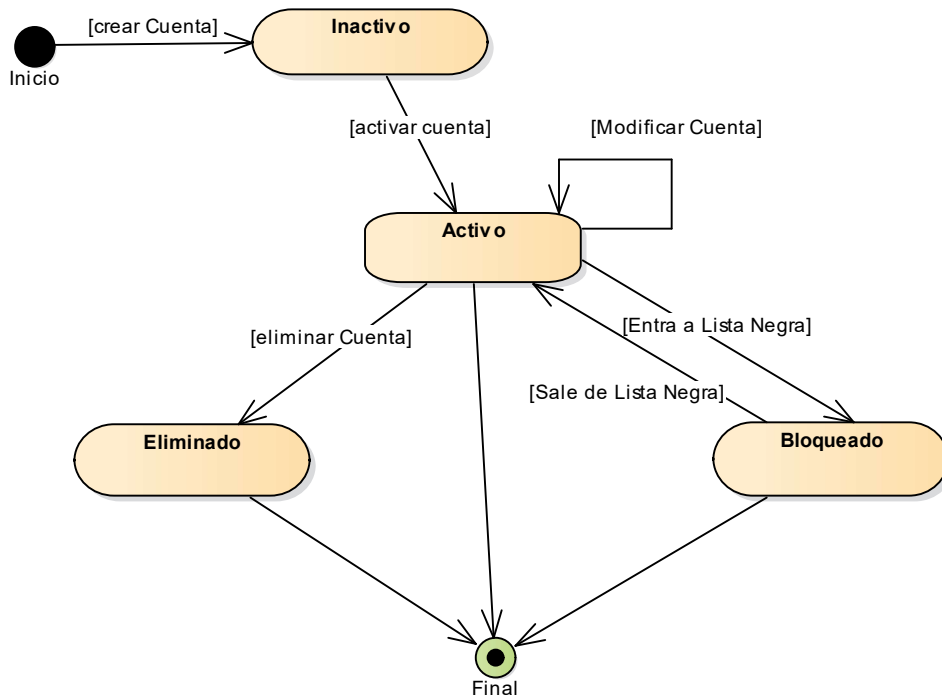 [crear Cuenta]
Inactivo
Inicio
[activar cuenta]
[Modificar Cuenta]
Activo
[eliminar Cuenta]
[Entra a Lista Negra]
[Sale de Lista Negra]
Eliminado
Bloqueado
Final